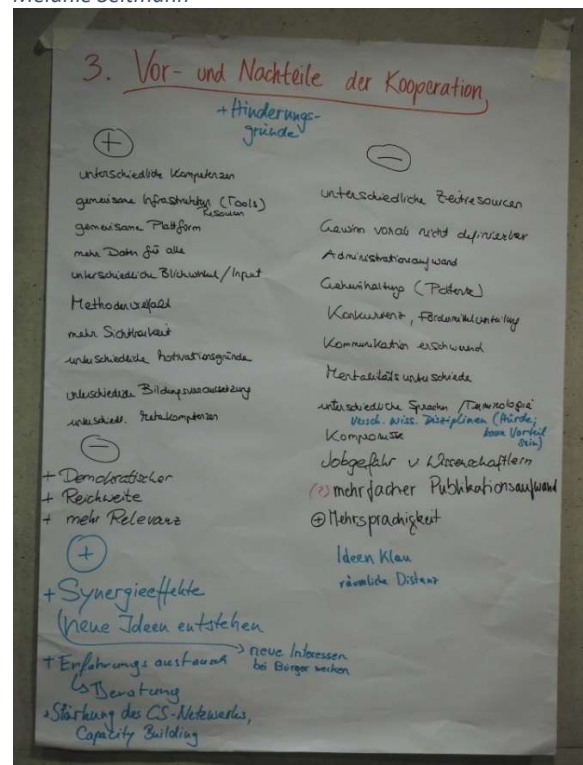 Melanie Seltmann
3. Vor- und Nachteile der Kooperation
+ Hinderungs-
gründe
+
unterschiedliche Kompetenzen
gemeinsame Infrastruktur (Tools)
Resourcen
gemeinsame Plattform
mehr Daten für alle
unterschiedliche Blickwinkel / Input
Methodenvielfalt
mehr Sichtbarkeit
unterschiedliche Motivationsgründe
unterschiedliche Bildungsvoraussetzung
unterschiedl. Metakompetenzen
-
+ Demokratischer
+ Reichweite
+ mehr Relevanz
+
+ Synergieeffekte
(neue Ideen entstehen
→ neue Interessen
bei Bürger wecken
+ Erfahrungsaustausch
↳ Beratung
+ Stärkung des CS-Netzwerks,
Capacity Building
-
unterschiedliche Zeitresourcen
Gewinn vorab nicht definierbar
Administrationaufwand
Geheimhaltung (Patente)
Konkurrenz, Fördermittelverteilung
Kommunikation erschwerend
Mentalitätsunterschiede
unterschiedliche Sprachen / Terminologie
versch. wiss. Disziplinen (Hürde;
kann Vorteil
sein)
Kompromisse
Jobgefahr v Wissenschaftlern
(?) mehrfacher Publikationsaufwand
⊕ Mehrsprachigkeit
Ideen Klau
räumliche Distanz